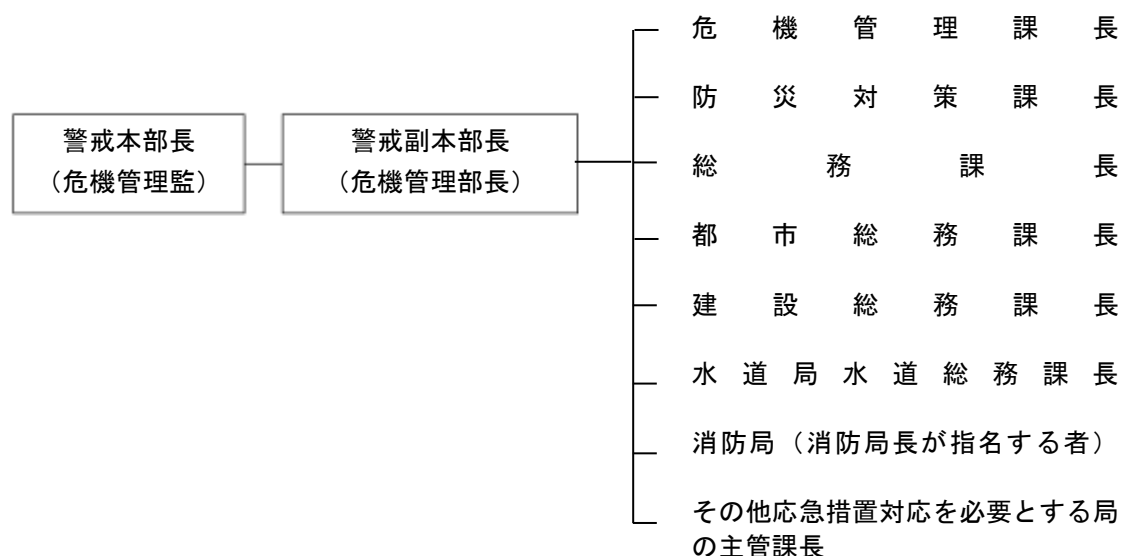 警戒本部長
（危機管理監）
警戒副本部長
（危機管理部長）
危機管理課長
防災対策課長
総務課長
都市総務課長
建設総務課長
水道局水道総務課長
消防局（消防局長が指名する者）
その他応急措置対応を必要とする局
の主管課長